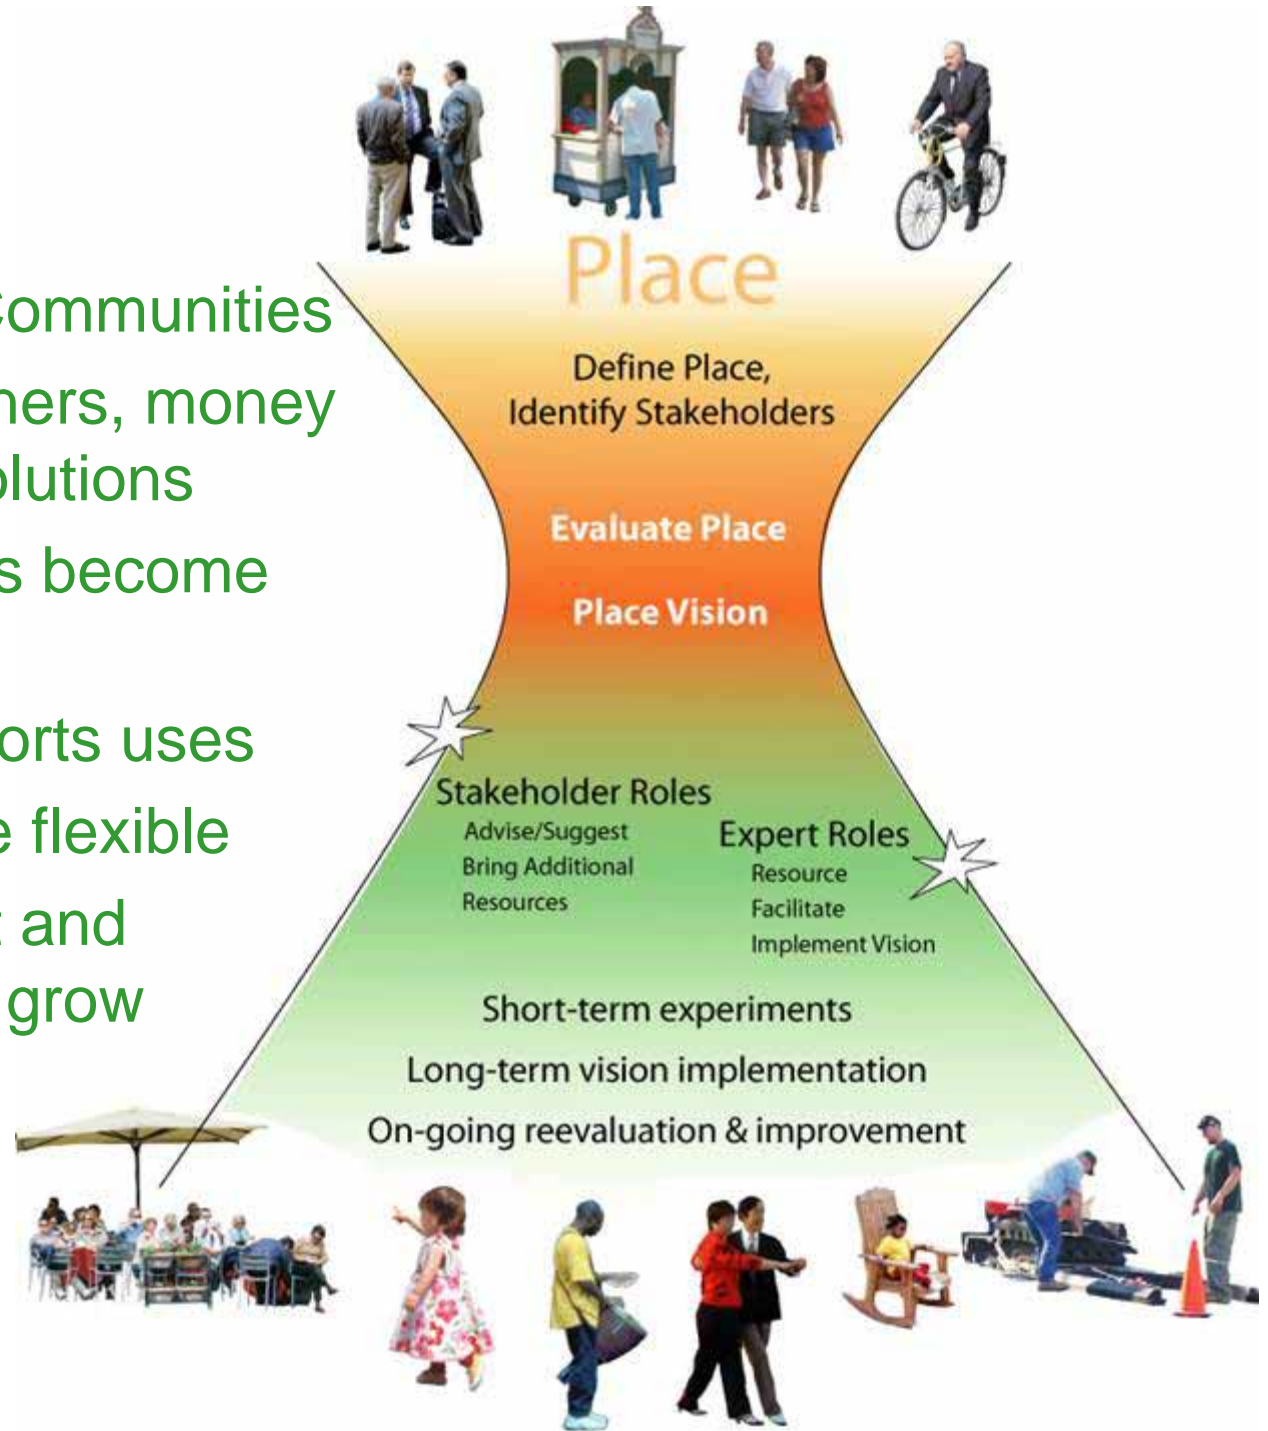 Communities
ners, money
olutions
s become
orts uses
e flexible
t and
grow
Place
Define Place,
Identify Stakeholders
Evaluate Place
Place Vision
Stakeholder Roles
Advise/Suggest
Bring Additional
Resources
Expert Roles
Resource
Facilitate
Implement Vision
Short-term experiments
Long-term vision implementation
On-going reevaluation & improvement